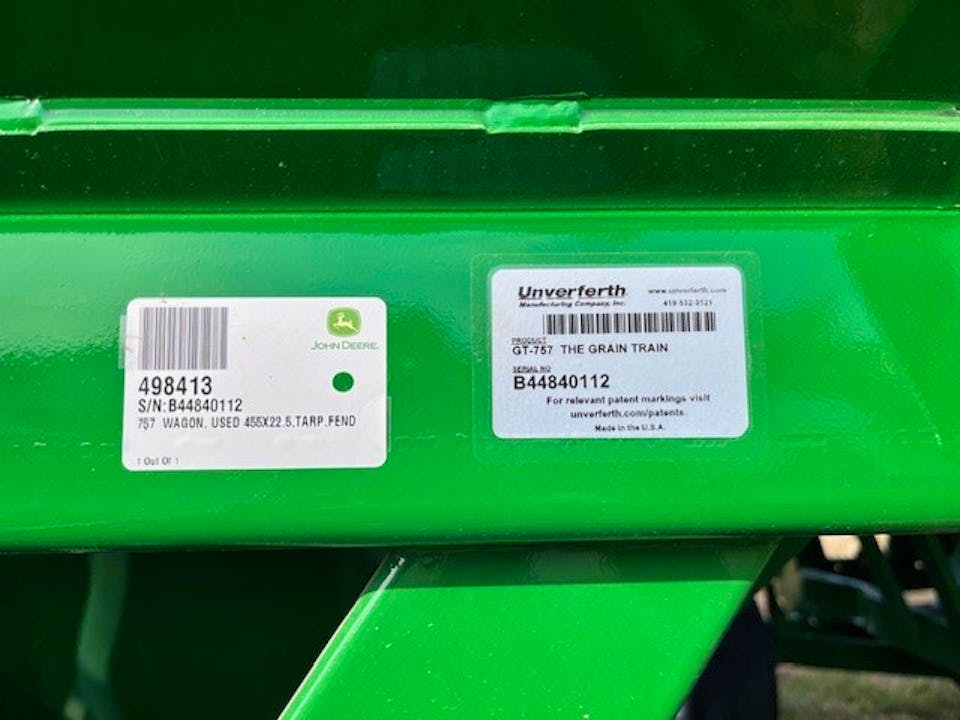 JOHN DEERE
498413
S/N:B44840112
757 WAGON, USED 455X22.5,TARP,FEND
1 Out Of 1
Unverferth
Manufacturing Company, Inc.
www.unverferth.com
419-532-3121
PRODUCT
GT-757 THE GRAIN TRAIN
SERIAL NO
B44840112
For relevant patent markings visit
unverferth.com/patents.
Made in the U.S.A.